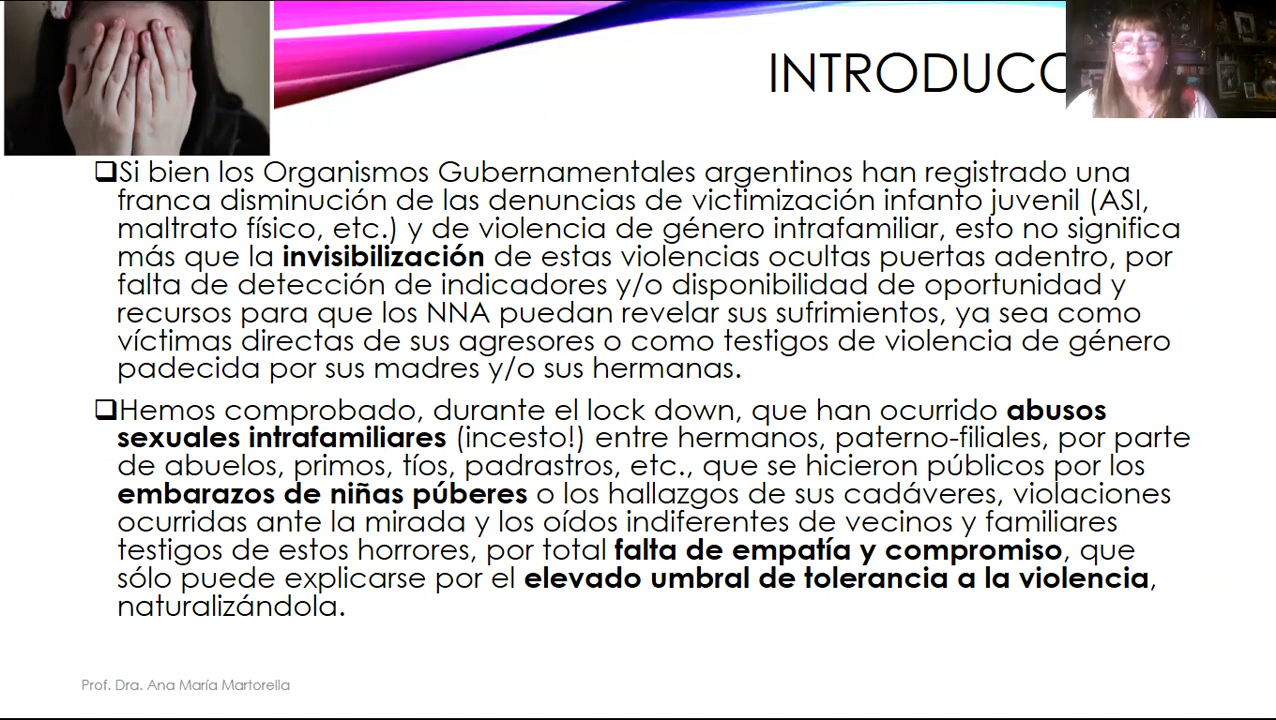 INTRODUCC
❑Si bien los Organismos Gubernamentales argentinos han registrado una
franca disminución de las denuncias de victimización infanto juvenil (ASI,
maltrato físico, etc.) y de violencia de género intrafamiliar, esto no significa
más que la invisibilización de estas violencias ocultas puertas adentro, por
falta de detección de indicadores y/o disponibilidad de oportunidad y
recursos para que los NNA puedan revelar sus sufrimientos, ya sea como
víctimas directas de sus agresores o como testigos de violencia de género
padecida por sus madres y/o sus hermanas.
❑Hemos comprobado, durante el lock down, que han ocurrido abusos
sexuales intrafamiliares (incesto!) entre hermanos, paterno-filiales, por parte
de abuelos, primos, tíos, padrastros, etc., que se hicieron públicos por los
embarazos de niñas púberes o los hallazgos de sus cadáveres, violaciones
ocurridas ante la mirada y los oídos indiferentes de vecinos y familiares
testigos de estos horrores, por total falta de empatía y compromiso, que
sólo puede explicarse por el elevado umbral de tolerancia a la violencia,
naturalizándola.
Prof. Dra. Ana María Martorella